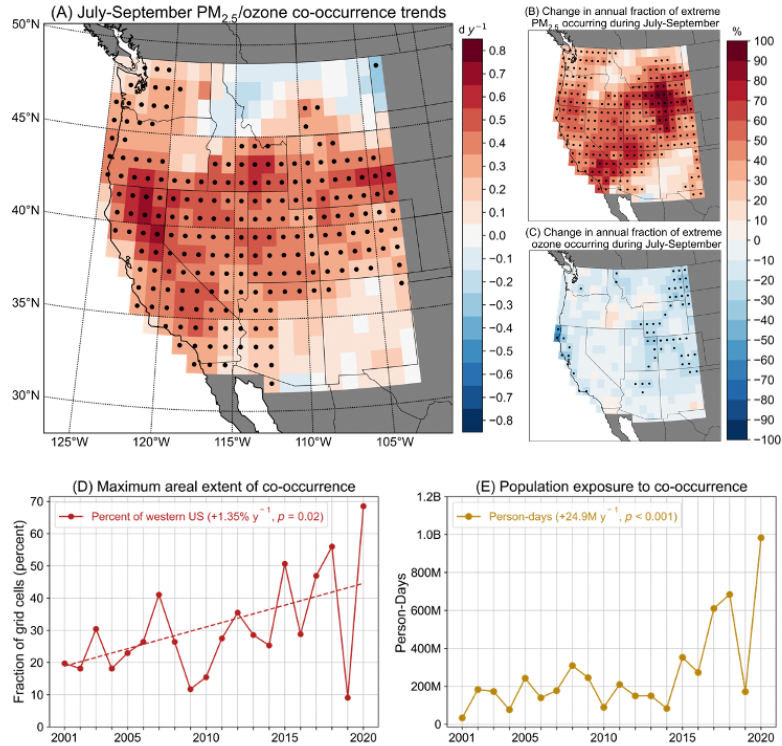 (A) July-September PM2.5/ozone co-occurrence trends
d y⁻¹
50°N
45°N
40°N
35°N
30°N
125°W
120°W
115°W
110°W
105°W
0.8
0.7
0.6
0.5
0.4
0.3
0.2
0.1
0.0
−0.1
−0.2
−0.3
−0.4
−0.5
−0.6
−0.7
−0.8
(B) Change in annual fraction of extreme
PM2.5 occurring during July-September
(C) Change in annual fraction of extreme
ozone occurring during July-September
%
100
90
80
70
60
50
40
30
20
10
0
−10
−20
−30
−40
−50
−60
−70
−80
−90
−100
(D) Maximum areal extent of co-occurrence
Percent of western US (+1.35% y⁻¹, p = 0.02)
Fraction of grid cells (percent)
70
60
50
40
30
20
10
0
2001
2005
2010
2015
2020
(E) Population exposure to co-occurrence
Person-days (+24.9M y⁻¹, p < 0.001)
Person-Days
1.2B
1.0B
800M
600M
400M
200M
0
2001
2005
2010
2015
2020